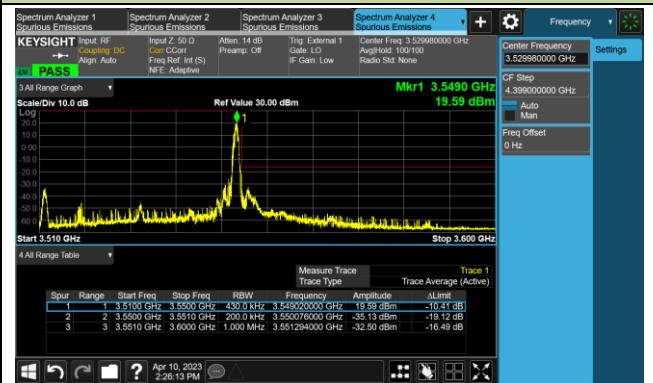 Spectrum Analyzer 1
Spurious Emissions
Spectrum Analyzer 2
Spurious Emissions
Spectrum Analyzer 3
Spurious Emissions
Spectrum Analyzer 4
Spurious Emissions
Frequency
KEYSIGHT
Input: RF
Coupling: DC
Align: Auto
PASS
Input Z: 50 Ω
Corr CCorr
Freq Ref: Int (S)
NFE: Adaptive
Atten: 14 dB
Preamp: Off
Trig: External 1
Gate: LO
IF Gain: Low
Center Freq: 3.529980000 GHz
Avg|Hold: 100/100
Radio Std: None
Center Frequency
3.529980000 GHz
Settings
CF Step
4.399000000 GHz
Auto
Man
Freq Offset
0 Hz
3 All Range Graph
Mkr1 3.5490 GHz
Scale/Div 10.0 dB
Ref Value 30.00 dBm
19.59 dBm
Log
1
20.0
10.0
0.00
-10.0
-20.0
-30.0
-40.0
-50.0
-60.0
Start 3.510 GHz
Stop 3.600 GHz
4 All Range Table
Measure Trace Trace 1
Trace Type Trace Average (Active)
Spur Range Start Freq Stop Freq RBW Frequency Amplitude ΔLimit
1 1 3.5100 GHz 3.5500 GHz 430.0 kHz 3.549020000 GHz 19.59 dBm -10.41 dB
2 2 3.5500 GHz 3.5510 GHz 200.0 kHz 3.550076000 GHz -35.13 dBm -19.12 dB
3 3 3.5510 GHz 3.6000 GHz 1.000 MHz 3.551294000 GHz -32.50 dBm -16.49 dB
Apr 10, 2023
2:26:13 PM